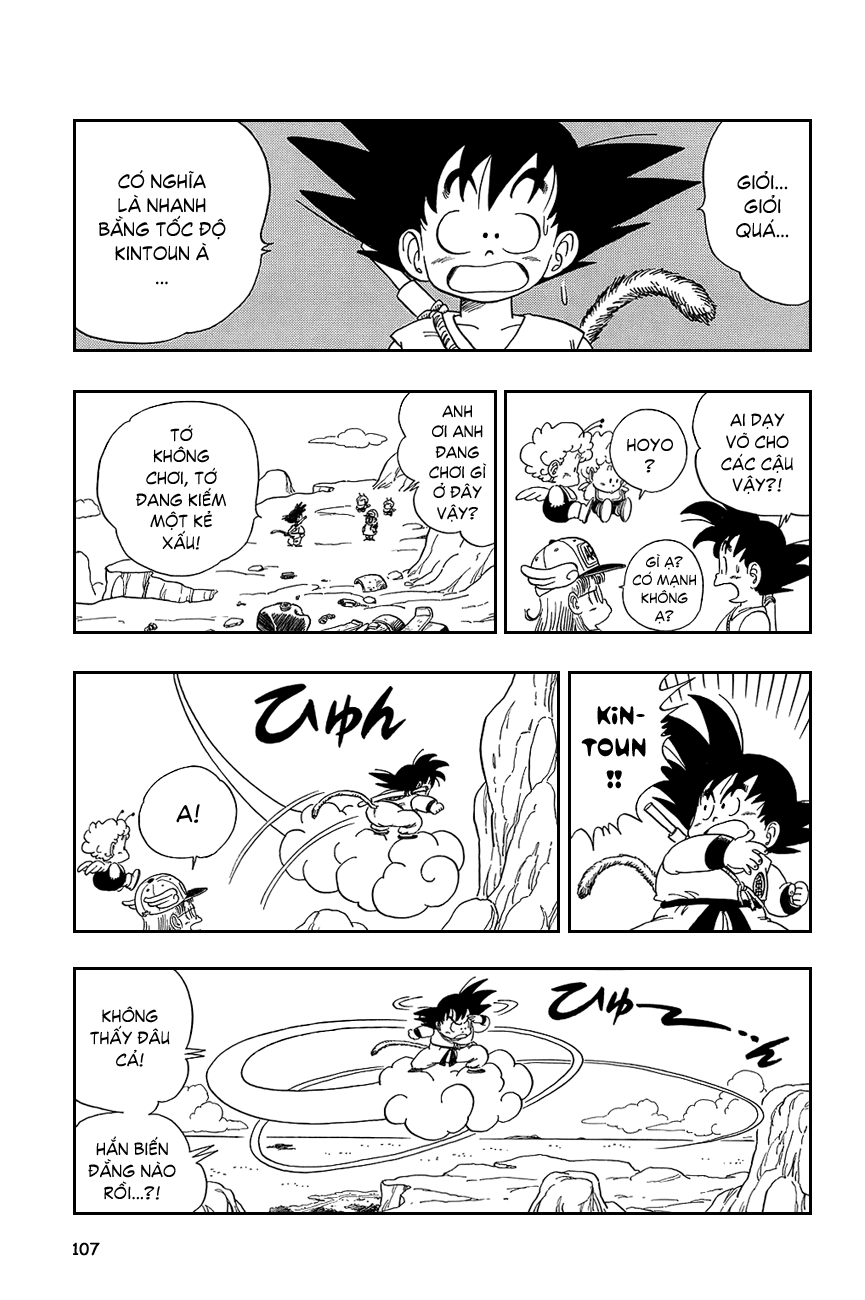 GIỎI...
GIỎI
QUÁ...
CÓ NGHĨA
LÀ NHANH
BẰNG TỐC ĐỘ
KINTOUN À
...
AI DẠY
VÕ CHO
CÁC CẬU
VẬY?!
HOYO
?
GÌ Ạ?
CÓ MẠNH
KHÔNG
Ạ?
ANH
ƠI ANH
ĐANG
CHƠI GÌ
Ở ĐÂY
VẬY?
TỚ
KHÔNG
CHƠI, TỚ
ĐANG KIẾM
MỘT KẺ
XẤU!
KIN-
TOUN
!!
ひゅん
A!
ひゅー...ん
KHÔNG
THẤY ĐÂU
CẢ!
HẮN BIẾN
ĐẰNG NÀO
RỒI...?!
107